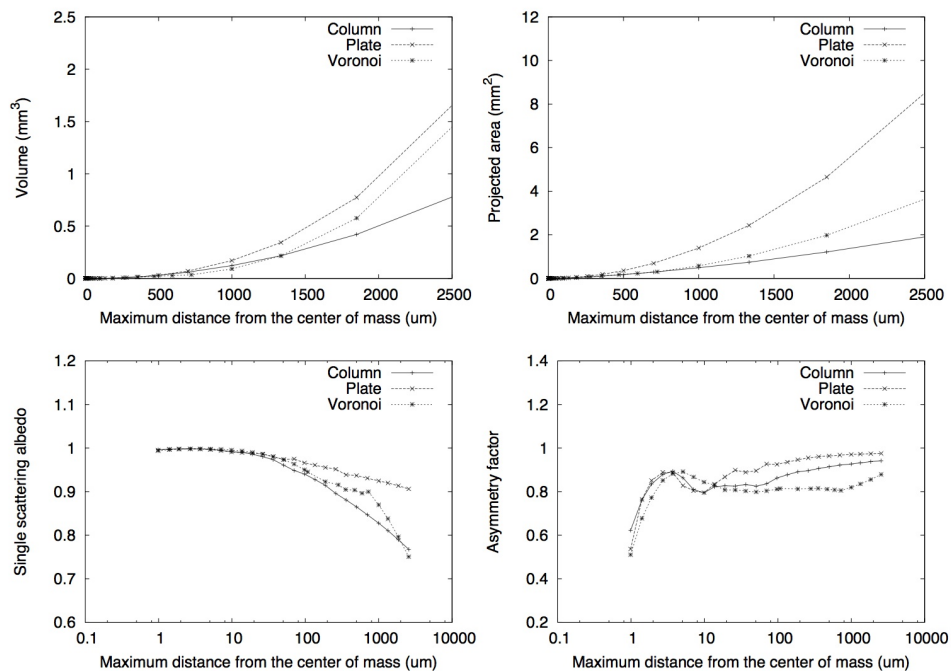 2.5
2
1.5
1
0.5
0
Volume (mm3)
Column
Plate
Voronoi
0 500 1000 1500 2000 2500
Maximum distance from the center of mass (um)
12
10
8
6
4
2
0
Projected area (mm2)
Column
Plate
Voronoi
0 500 1000 1500 2000 2500
Maximum distance from the center of mass (um)
1.2
1.1
1
0.9
0.8
0.7
0.6
Single scattering albedo
Column
Plate
Voronoi
0.1 1 10 100 1000 10000
Maximum distance from the center of mass (um)
1.4
1.2
1
0.8
0.6
0.4
0.2
0
Asymmetry factor
Column
Plate
Voronoi
0.1 1 10 100 1000 10000
Maximum distance from the center of mass (um)